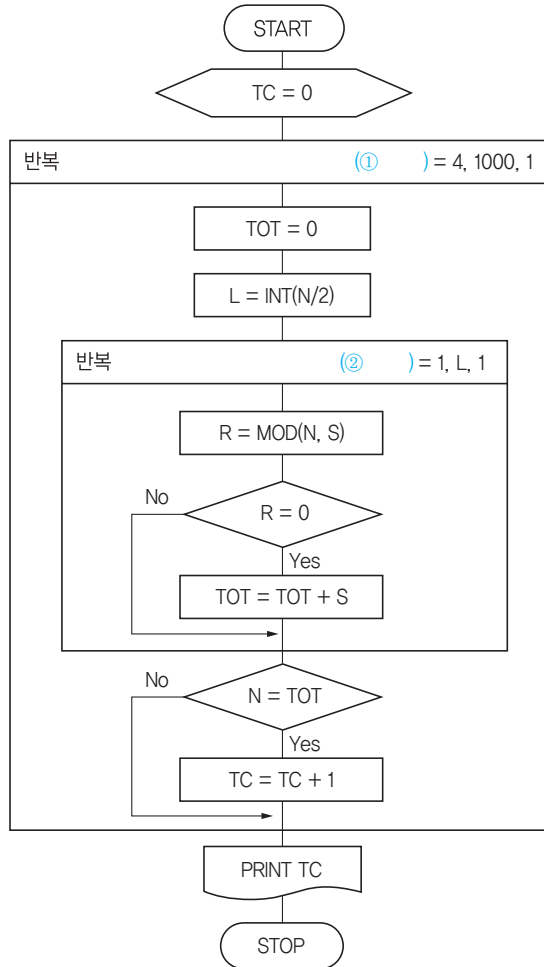 START
TC = 0
반복 (① ) = 4, 1000, 1
TOT = 0
L = INT(N/2)
반복 (② ) = 1, L, 1
R = MOD(N, S)
No
R = 0
Yes
TOT = TOT + S
No
N = TOT
Yes
TC = TC + 1
PRINT TC
STOP